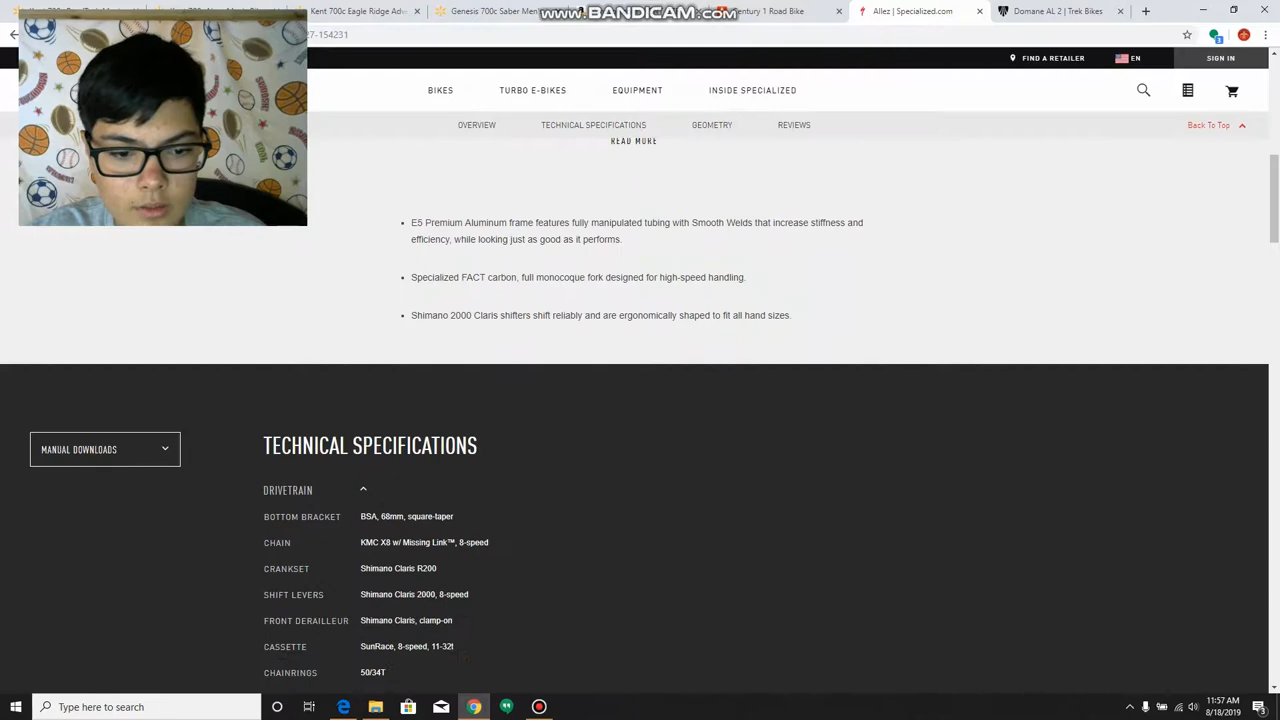 Kent 700c Eagle Ridge Adv
Genesis 700c Saber Me
www.BANDICAM.com
Century 1 Road Bike
Allez | Specialized.com
Domane AL 2 | Trek Bikes
27-154231
FIND A RETAILER
EN
SIGN IN
BIKES
TURBO E-BIKES
EQUIPMENT
INSIDE SPECIALIZED
OVERVIEW
TECHNICAL SPECIFICATIONS
GEOMETRY
REVIEWS
Back To Top
READ MORE
• E5 Premium Aluminum frame features fully manipulated tubing with Smooth Welds that increase stiffness and
efficiency, while looking just as good as it performs.
• Specialized FACT carbon, full monocoque fork designed for high-speed handling.
• Shimano 2000 Claris shifters shift reliably and are ergonomically shaped to fit all hand sizes.
MANUAL DOWNLOADS
TECHNICAL SPECIFICATIONS
DRIVETRAIN
BOTTOM BRACKET BSA, 68mm, square-taper
CHAIN KMC X8 w/ Missing Link™, 8-speed
CRANKSET Shimano Claris R200
SHIFT LEVERS Shimano Claris 2000, 8-speed
FRONT DERAILLEUR Shimano Claris, clamp-on
CASSETTE SunRace, 8-speed, 11-32t
CHAINRINGS 50/34T
Type here to search
11:57 AM
8/18/2019
3